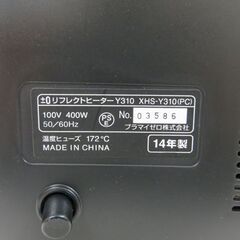 ±0 リフレクトヒーター Y310 XHS-Y310(PC)
100V 400W
50/60Hz
PSE
No. 03586
プラマイゼロ株式会社
温度ヒューズ 172℃
MADE IN CHINA
14年製